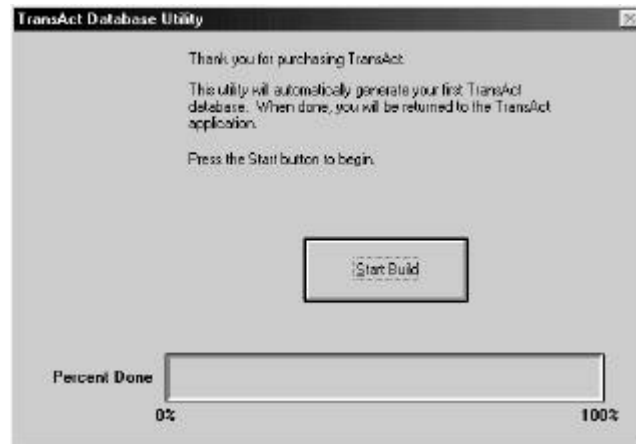 TransAct Database Utility
Thank you for purchasing TransAct.
This utility will automatically generate your first TransAct
database. When done, you will be returned to the TransAct
application.
Press the Start button to begin.
Start Build
Percent Done
0%
100%